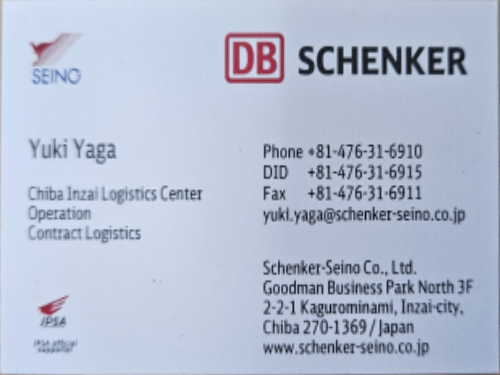 SEINO
DB SCHENKER
Yuki Yaga
Chiba Inzai Logistics Center
Operation
Contract Logistics
Phone +81-476-31-6910
DID +81-476-31-6915
Fax +81-476-31-6911
yuki.yaga@schenker-seino.co.jp
Schenker-Seino Co., Ltd.
Goodman Business Park North 3F
2-2-1 Kagurominami, Inzai-city,
Chiba 270-1369 / Japan
www.schenker-seino.co.jp
JPSA
JPSA official
supporter